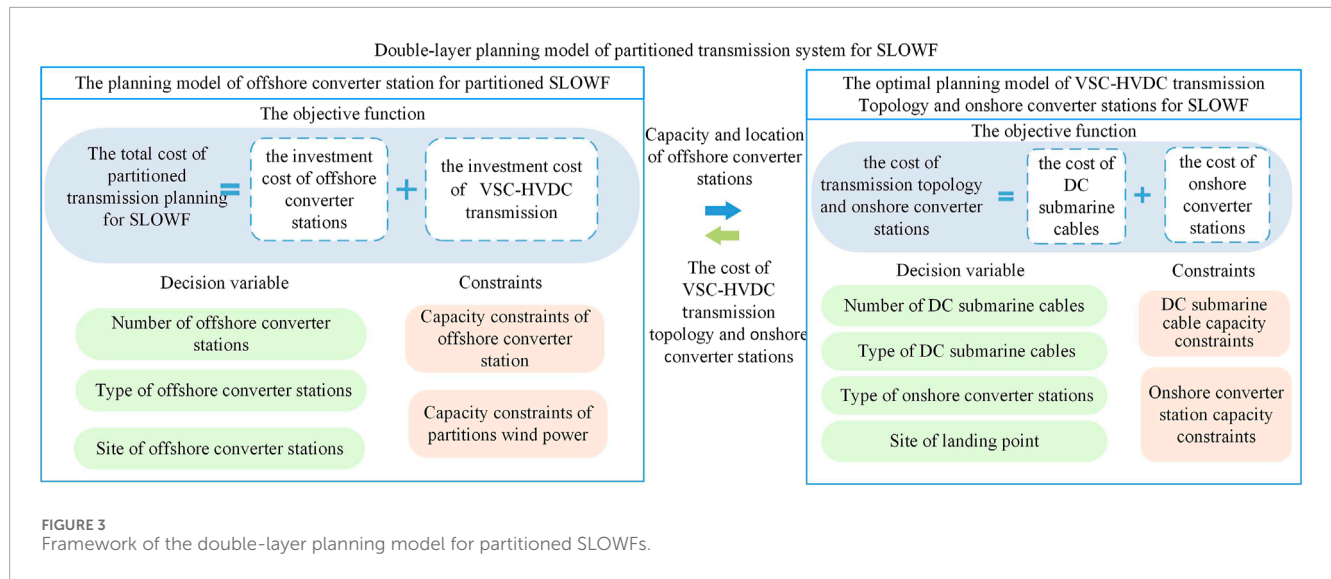 Double-layer planning model of partitioned transmission system for SLOWF
The planning model of offshore converter station for partitioned SLOWF
The objective function
The total cost of
partitioned
transmission planning
for SLOWF
=
the investment
cost of offshore
converter
stations
+
the investment cost
of VSC-HVDC
transmission
Decision variable
Number of offshore converter
stations
Type of offshore converter stations
Site of offshore converter stations
Constraints
Capacity constraints of
offshore converter
station
Capacity constraints of
partitions wind power
Capacity and location
of offshore converter
stations
The cost of
VSC-HVDC
transmission
topology and onshore
converter stations
The optimal planning model of VSC-HVDC transmission
Topology and onshore converter stations for SLOWF
The objective function
the cost of
transmission topology
and onshore converter
stations
=
the cost of
DC
submarine
cables
+
the cost of
onshore
converter
stations
Decision variable
Number of DC submarine cables
Type of DC submarine cables
Type of onshore converter stations
Site of landing point
Constraints
DC submarine
cable capacity
constraints
Onshore converter
station capacity
constraints
FIGURE 3
Framework of the double-layer planning model for partitioned SLOWFs.